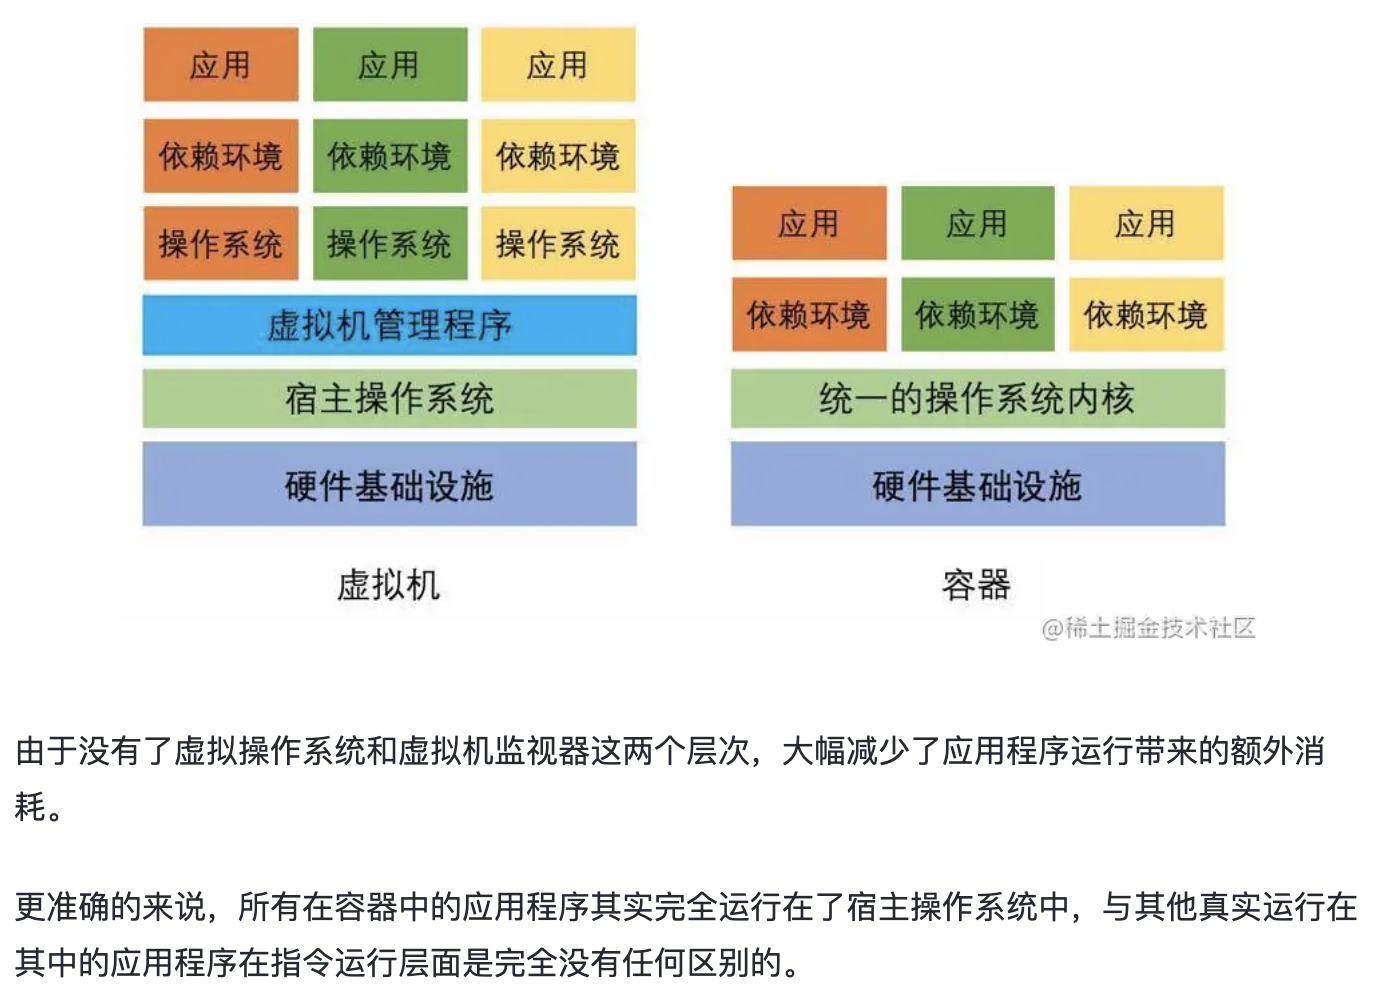 应用 应用 应用
依赖环境 依赖环境 依赖环境
操作系统 操作系统 操作系统
虚拟机管理程序
宿主操作系统
硬件基础设施
虚拟机
应用 应用 应用
依赖环境 依赖环境 依赖环境
统一的操作系统内核
硬件基础设施
容器
@稀土掘金技术社区
由于没有了虚拟操作系统和虚拟机监视器这两个层次，大幅减少了应用程序运行带来的额外消
耗。
更准确的来说，所有在容器中的应用程序其实完全运行在了宿主操作系统中，与其他真实运行在
其中的应用程序在指令运行层面是完全没有任何区别的。